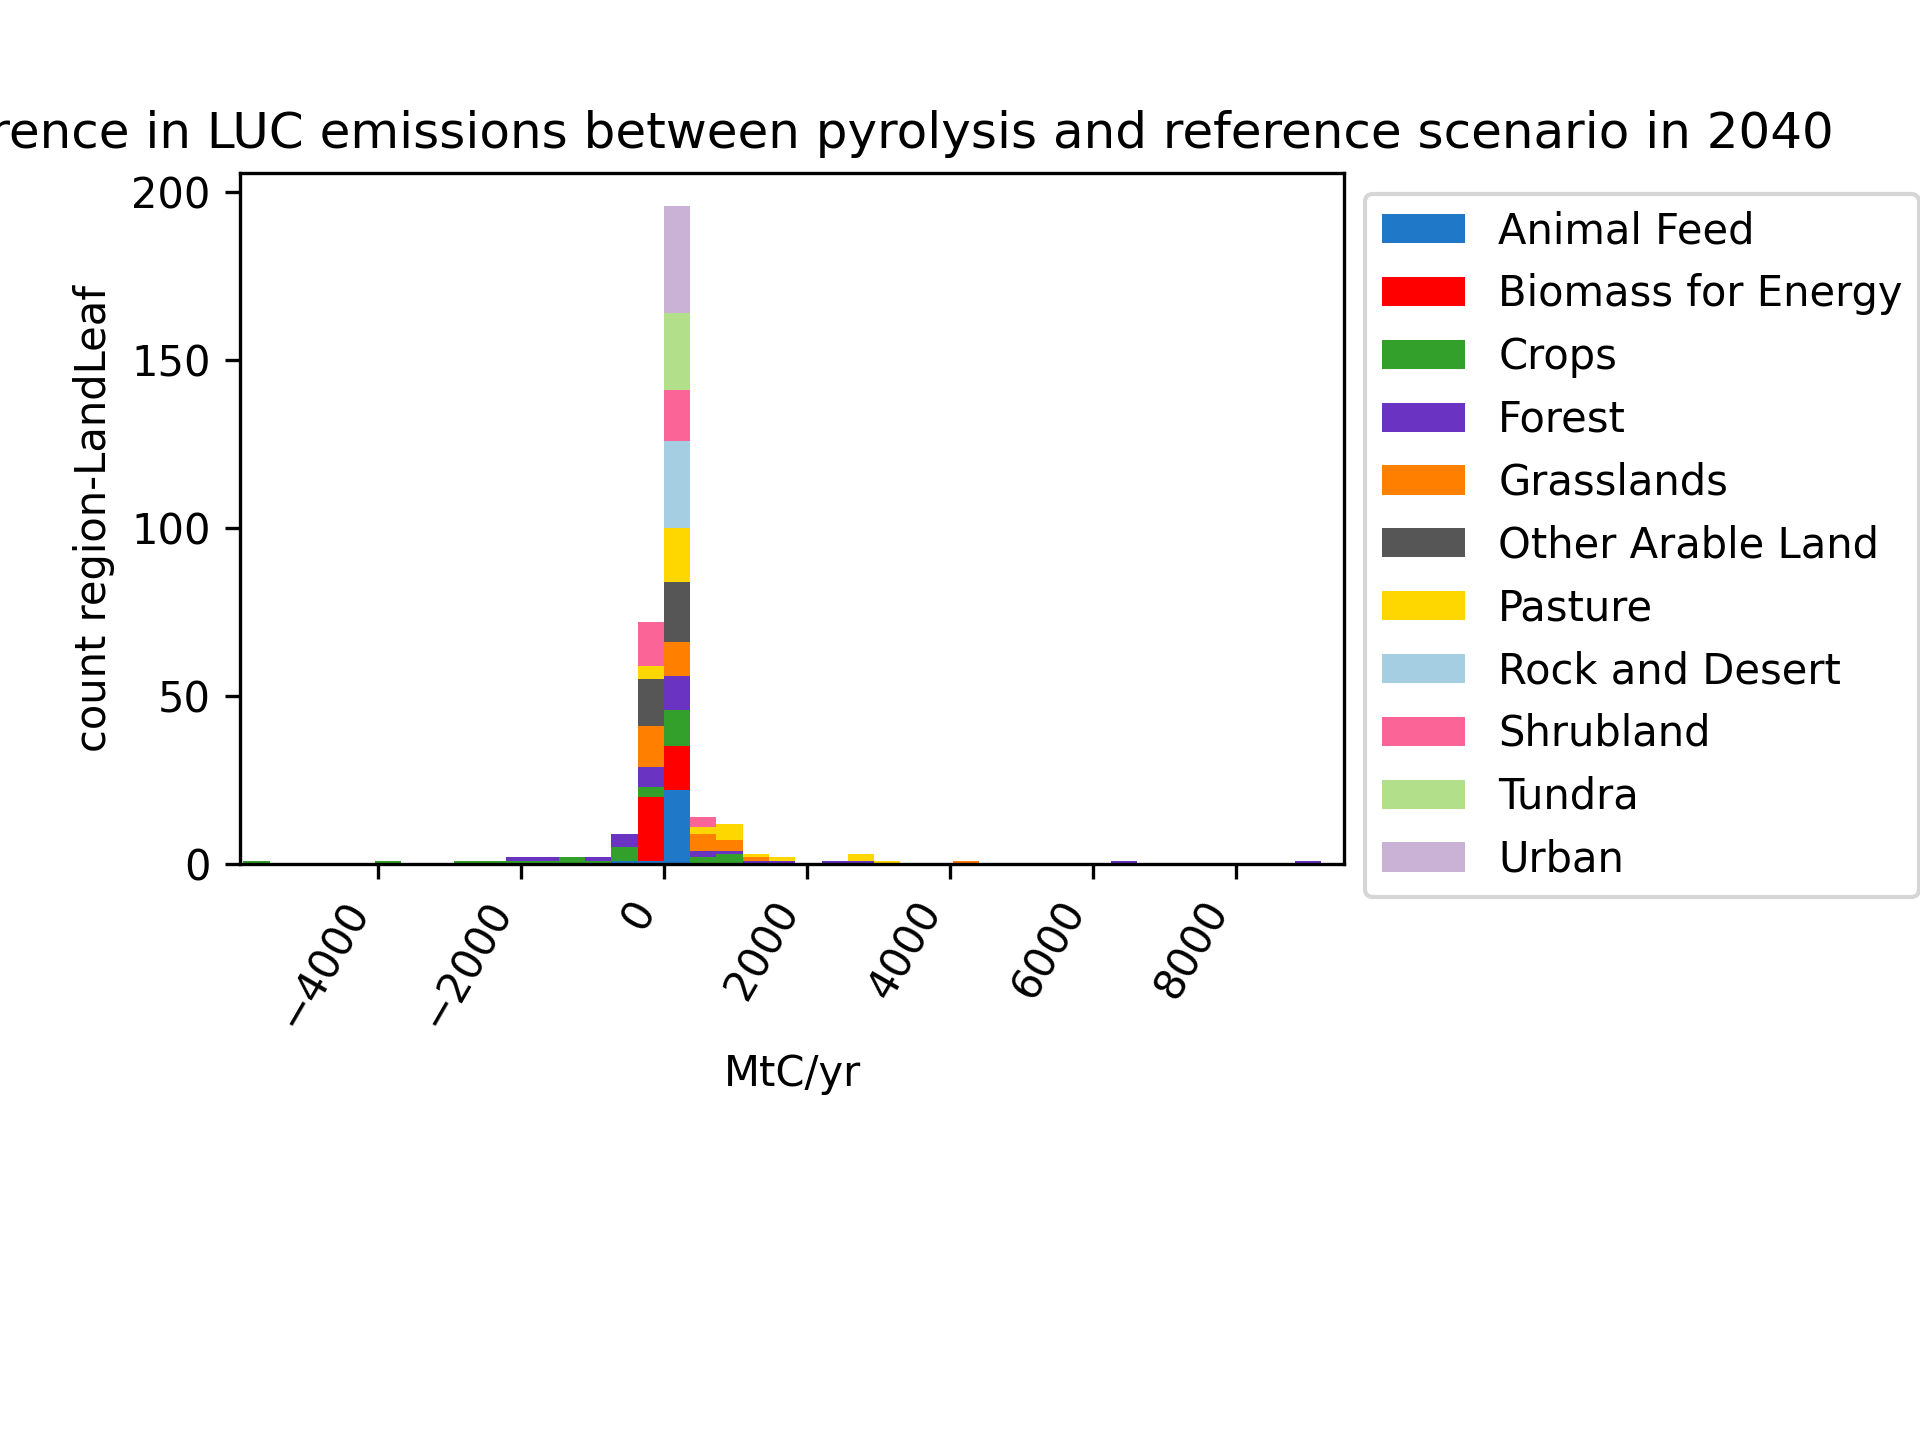 rence in LUC emissions between pyrolysis and reference scenario in 2040
count region-LandLeaf
200
150
100
50
0
−4000
−2000
0
2000
4000
6000
8000
MtC/yr
Animal Feed
Biomass for Energy
Crops
Forest
Grasslands
Other Arable Land
Pasture
Rock and Desert
Shrubland
Tundra
Urban